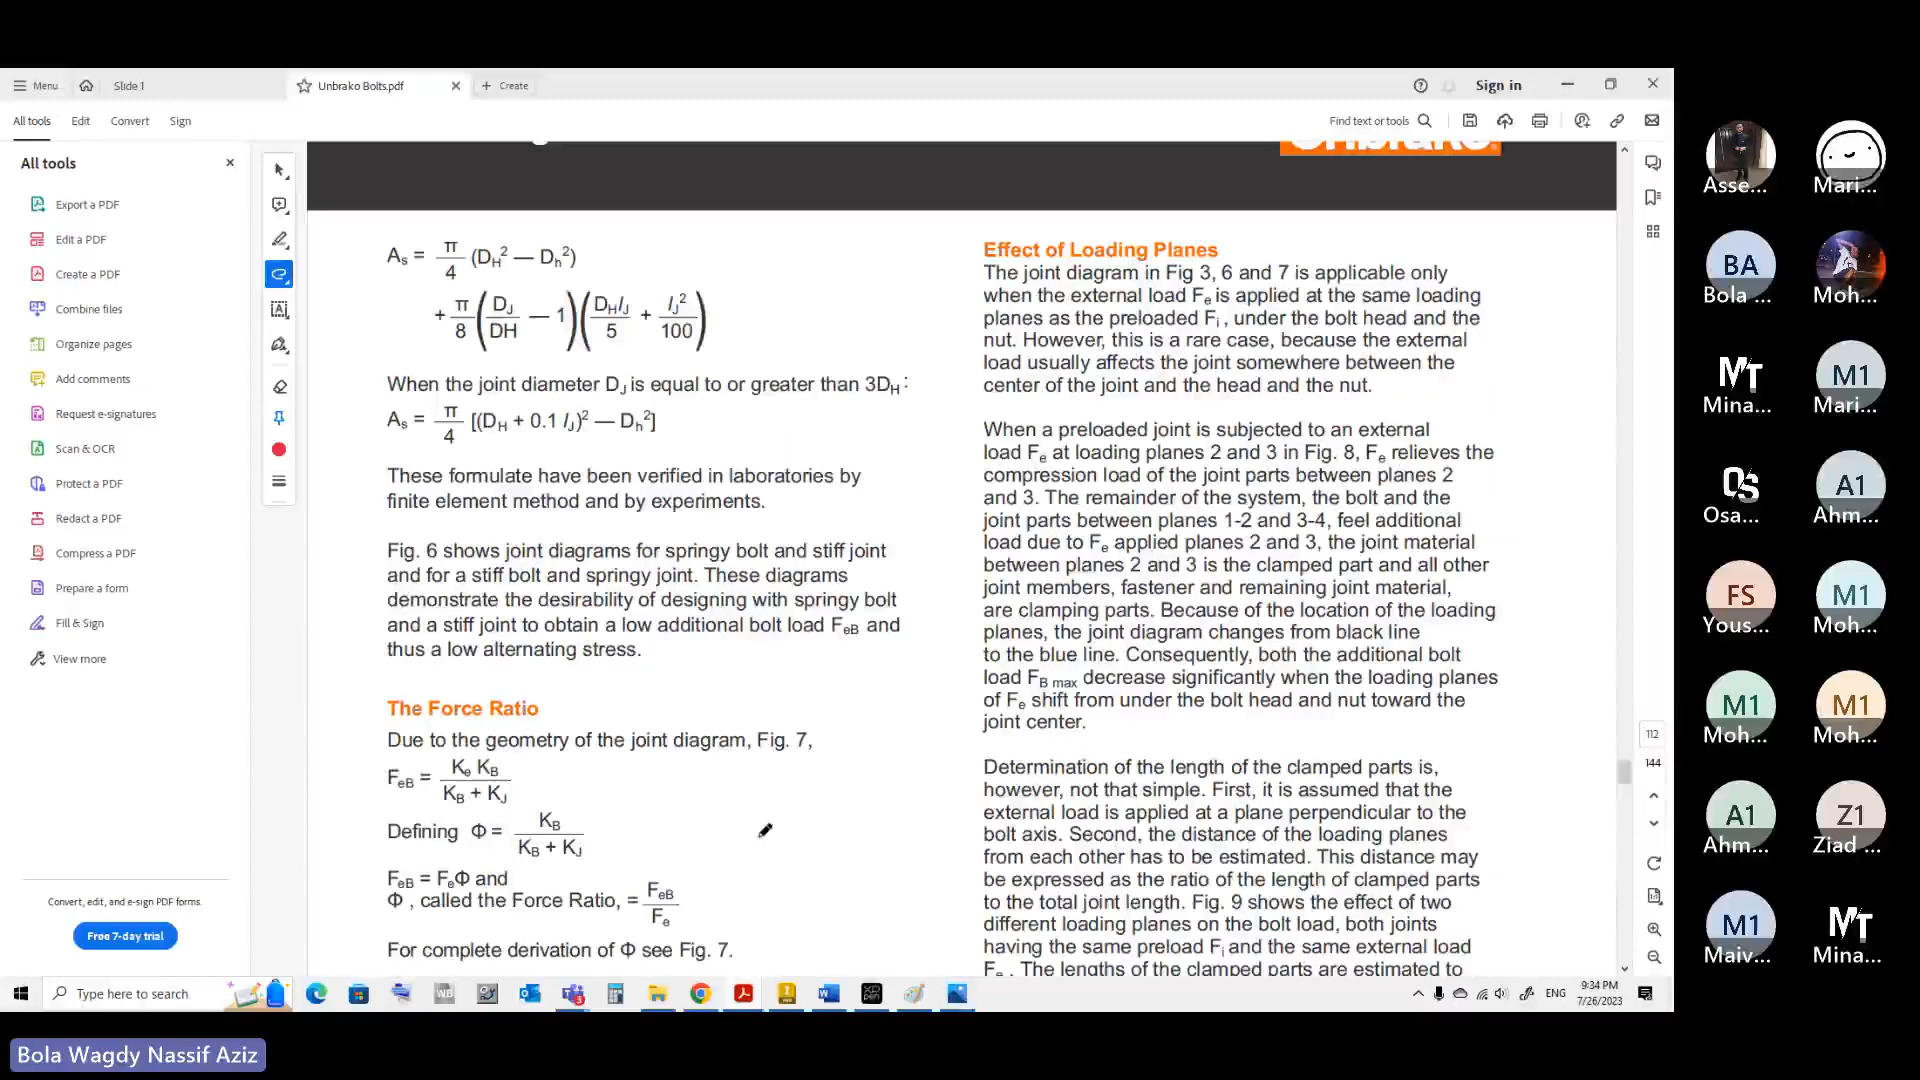 Menu
Slide 1
Unbrako Bolts.pdf
Create
Sign in
All tools
Edit
Convert
Sign
Find text or tools
All tools
Export a PDF
Edit a PDF
Create a PDF
Combine files
Organize pages
Add comments
Request e-signatures
Scan & OCR
Protect a PDF
Redact a PDF
Compress a PDF
Prepare a form
Fill & Sign
View more
Convert, edit, and e-sign PDF forms.
Free 7-day trial
As = π/4 (DH² — Dh²)
+ π/8 (DJ/DH — 1)(DHlJ/5 + lJ²/100)
When the joint diameter DJ is equal to or greater than 3DH:
As = π/4 [(DH + 0.1 lJ)² — Dh²]
These formulate have been verified in laboratories by
finite element method and by experiments.
Fig. 6 shows joint diagrams for springy bolt and stiff joint
and for a stiff bolt and springy joint. These diagrams
demonstrate the desirability of designing with springy bolt
and a stiff joint to obtain a low additional bolt load FeB and
thus a low alternating stress.
The Force Ratio
Due to the geometry of the joint diagram, Fig. 7,
FeB = Ke KB / KB + KJ
Defining Φ = KB / KB + KJ
FeB = FeΦ and
Φ , called the Force Ratio, = FeB / Fe
For complete derivation of Φ see Fig. 7.
Effect of Loading Planes
The joint diagram in Fig 3, 6 and 7 is applicable only
when the external load Fe is applied at the same loading
planes as the preloaded Fi , under the bolt head and the
nut. However, this is a rare case, because the external
load usually affects the joint somewhere between the
center of the joint and the head and the nut.
When a preloaded joint is subjected to an external
load Fe at loading planes 2 and 3 in Fig. 8, Fe relieves the
compression load of the joint parts between planes 2
and 3. The remainder of the system, the bolt and the
joint parts between planes 1-2 and 3-4, feel additional
load due to Fe applied planes 2 and 3, the joint material
between planes 2 and 3 is the clamped part and all other
joint members, fastener and remaining joint material,
are clamping parts. Because of the location of the loading
planes, the joint diagram changes from black line
to the blue line. Consequently, both the additional bolt
load FB max decrease significantly when the loading planes
of Fe shift from under the bolt head and nut toward the
joint center.
Determination of the length of the clamped parts is,
however, not that simple. First, it is assumed that the
external load is applied at a plane perpendicular to the
bolt axis. Second, the distance of the loading planes
from each other has to be estimated. This distance may
be expressed as the ratio of the length of clamped parts
to the total joint length. Fig. 9 shows the effect of two
different loading planes on the bolt load, both joints
having the same preload Fi and the same external load
Fe . The lengths of the clamped parts are estimated to
112
144
Type here to search
ENG
9:34 PM
7/26/2023
Asse...
Mari...
BA
Bola ...
Moh...
MT
Mina...
M1
Mari...
OS
Osa...
A1
Ahm...
FS
Yous...
M1
Moh...
M1
Moh...
M1
Moh...
A1
Ahm...
Z1
Ziad ...
M1
Maiv...
MT
Mina...
Bola Wagdy Nassif Aziz